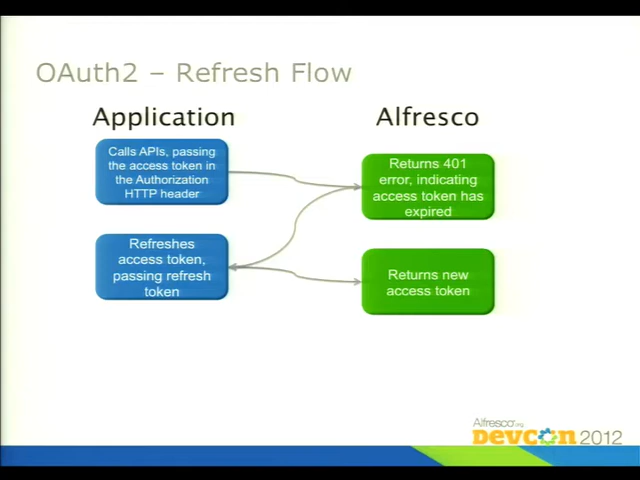 OAuth2 – Refresh Flow
Application
Alfresco
Calls APIs, passing
the access token in
the Authorization
HTTP header
Returns 401
error, indicating
access token has
expired
Refreshes
access token,
passing refresh
token
Returns new
access token
Alfresco.org
DEVCON 2012